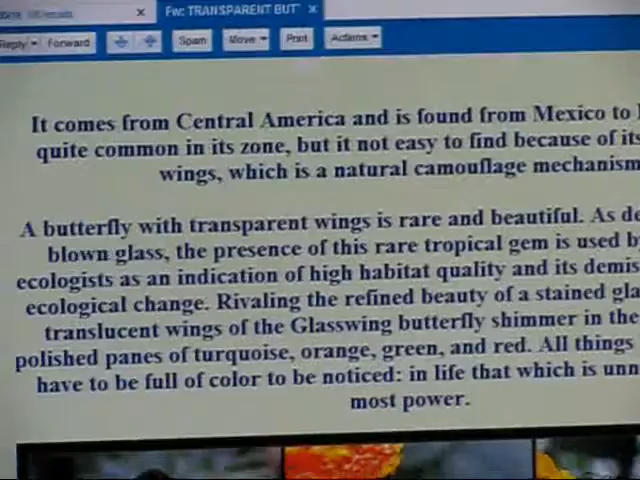 Fw: TRANSPARENT BUT
Reply Forward Spam Move Print Actions
It comes from Central America and is found from Mexico to
quite common in its zone, but it not easy to find because of its
wings, which is a natural camouflage mechanism
A butterfly with transparent wings is rare and beautiful. As de
blown glass, the presence of this rare tropical gem is used by
ecologists as an indication of high habitat quality and its demis
ecological change. Rivaling the refined beauty of a stained gla
translucent wings of the Glasswing butterfly shimmer in the
polished panes of turquoise, orange, green, and red. All things
have to be full of color to be noticed: in life that which is unn
most power.